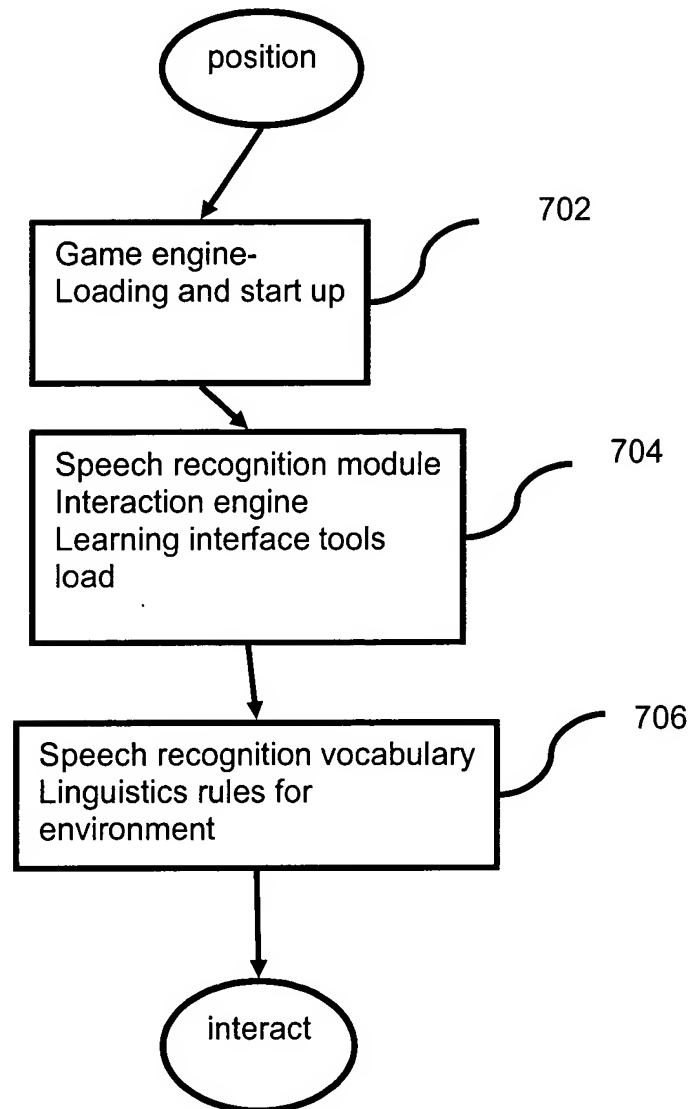 position
702
Game engine-
Loading and start up
704
Speech recognition module
Interaction engine
Learning interface tools
load
706
Speech recognition vocabulary
Linguistics rules for
environment
interact